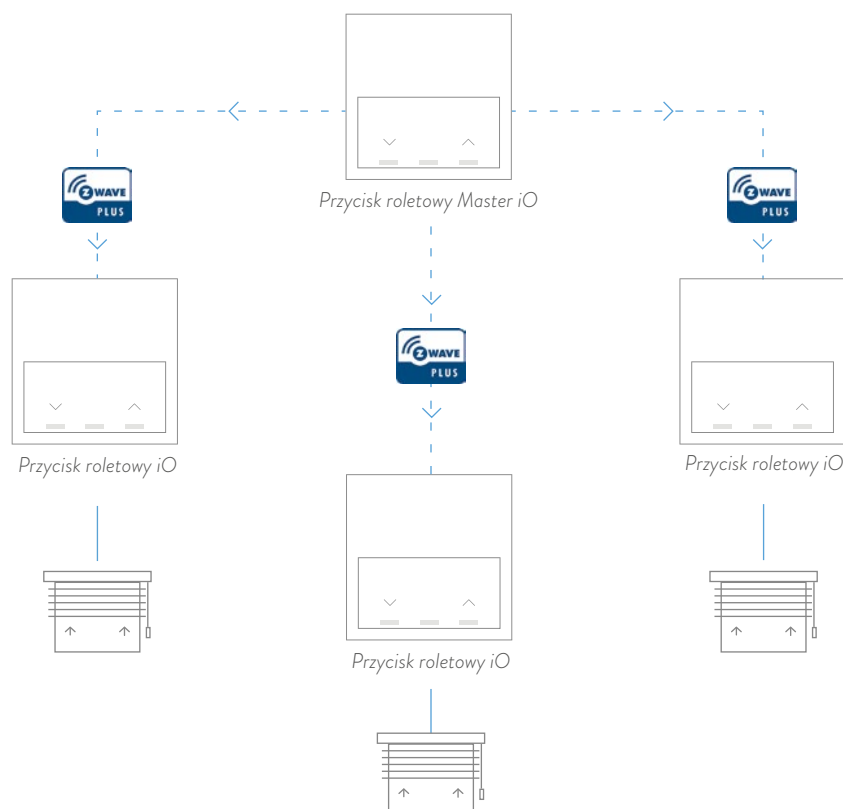 Przycisk roletowy Master iO
Z WAVE
PLUS
Z WAVE
PLUS
Z WAVE
PLUS
Przycisk roletowy iO
Przycisk roletowy iO
Przycisk roletowy iO